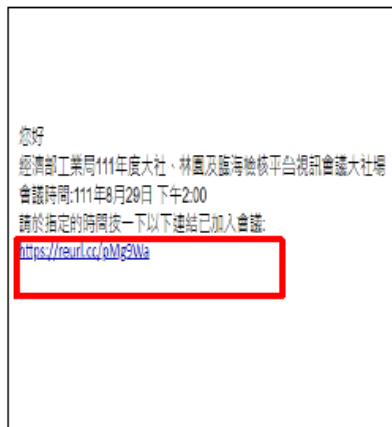 您好
經濟部工業局111年度大社、林園及臨海檢核平台視訊會議大社場
會議時間:111年8月29日 下午2:00
請於指定的時間按一下以下連結已加入會議:
https://reurl.cc/pMg9Wa